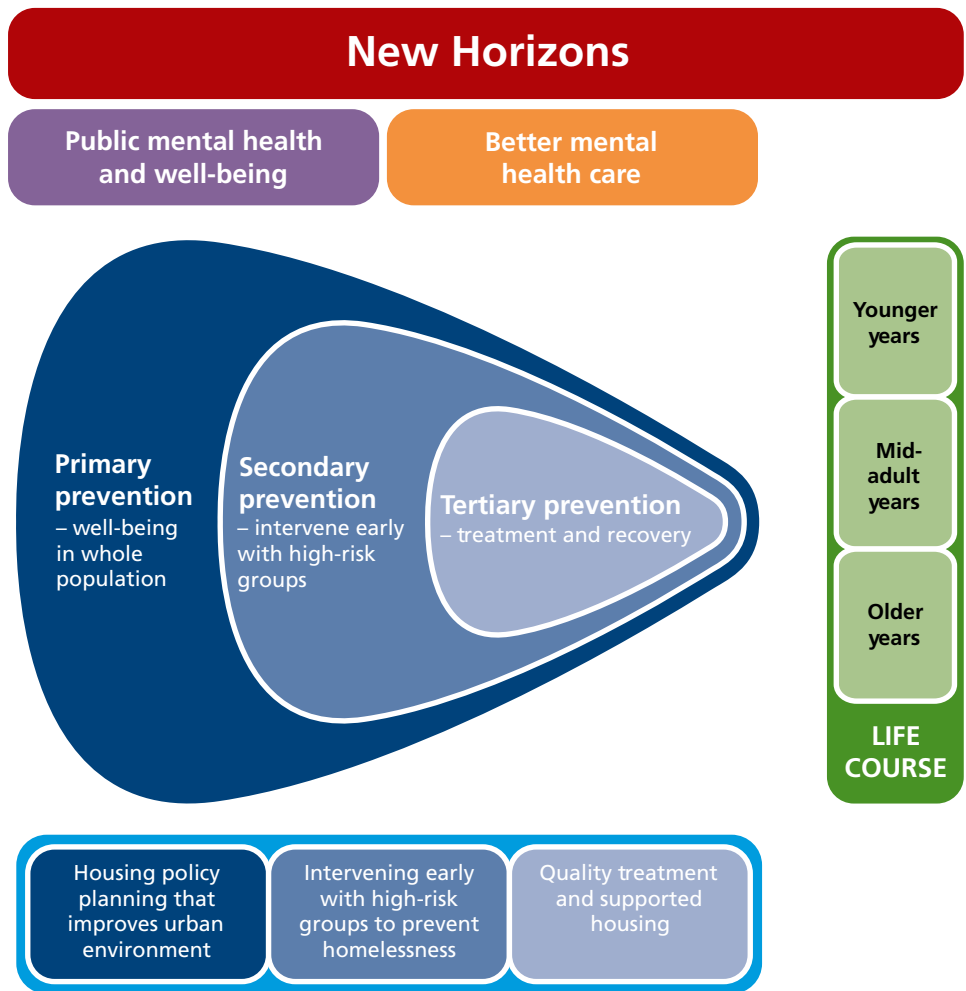 New Horizons
Public mental health
and well-being
Better mental
health care
Primary
prevention
– well-being
in whole
population
Secondary
prevention
– intervene early
with high-risk
groups
Tertiary prevention
– treatment and recovery
Younger
years
Mid-
adult
years
Older
years
LIFE
COURSE
Housing policy
planning that
improves urban
environment
Intervening early
with high-risk
groups to prevent
homelessness
Quality treatment
and supported
housing